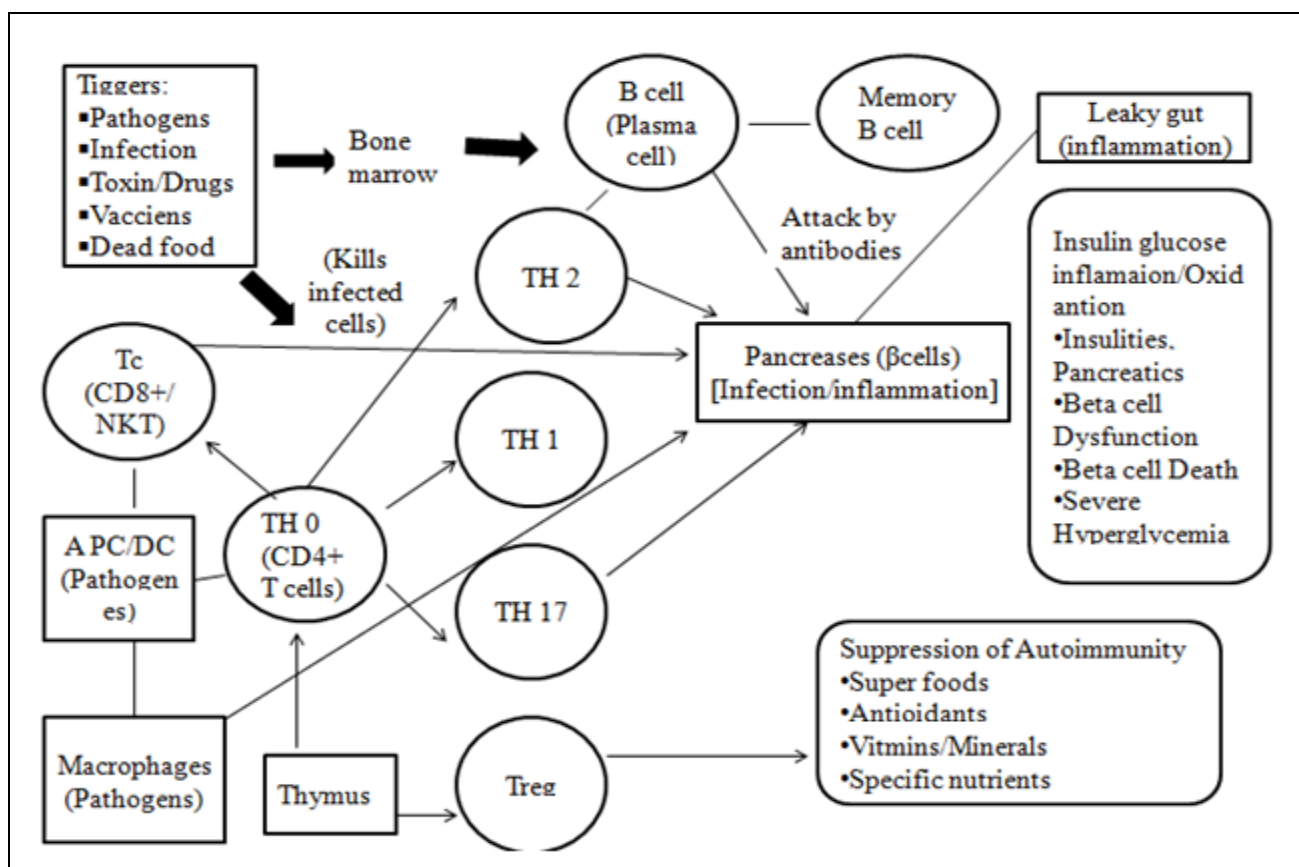 Tiggers:
▪Pathogens
▪Infection
▪Toxin/Drugs
▪Vacciens
▪Dead food
Bone
marrow
B cell
(Plasma
cell)
Memory
B cell
Leaky gut
(inflammation)
(Kills
infected
cells)
TH 2
Attack by
antibodies
Insulin glucose
inflamaion/Oxid
antion
•Insulities,
Pancreatics
•Beta cell
Dysfunction
•Beta cell Death
•Severe
Hyperglycemia
Tc
(CD8+/
NKT)
Pancreases (βcells)
[Infection/inflammation]
TH 1
TH 0
(CD4+
T cells)
A PC/DC
(Pathogen
es)
TH 17
Suppression of Autoimmunity
•Super foods
•Antioidants
•Vitmins/Minerals
•Specific nutrients
Macrophages
(Pathogens)
Thymus
Treg